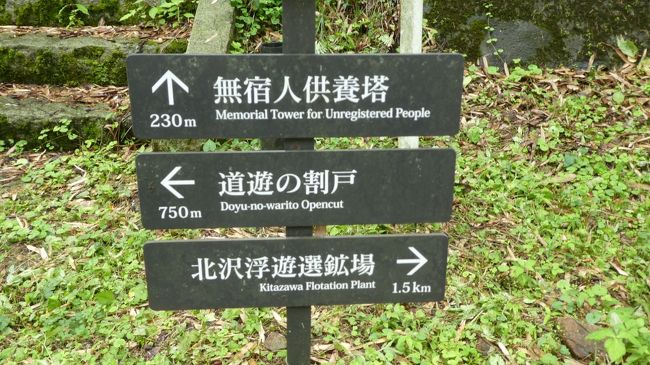 ↑ 無宿人供養塔
230m Memorial Tower for Unregistered People
← 道遊の割戸
750m Doyu-no-warito Opencut
北沢浮遊選鉱場 →
Kitazawa Flotation Plant 1.5km